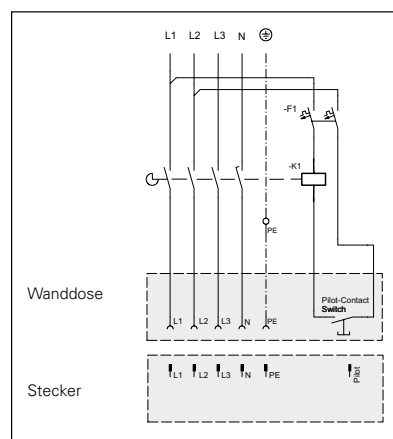 L1 L2 L3 N
-F1
-K1
PE
Wanddose
Pilot-Contact
Switch
L1 L2 L3 N PE
Stecker
L1 L2 L3 N PE Pilot